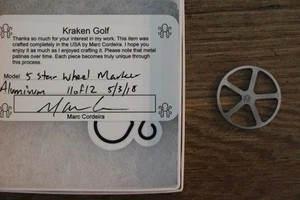 Kraken Golf
Thanks so much for your interest in my work. This item was
crafted completely in the USA by Marc Cordeira. I hope you
enjoy it as much as I enjoyed crafting it. Please note that most
metal patinas over time. Each piece becomes truly unique through
this process.
Model 5 Star Wheel Marker
Aluminum 11 of 12 5/3/18
Marc Cordeira